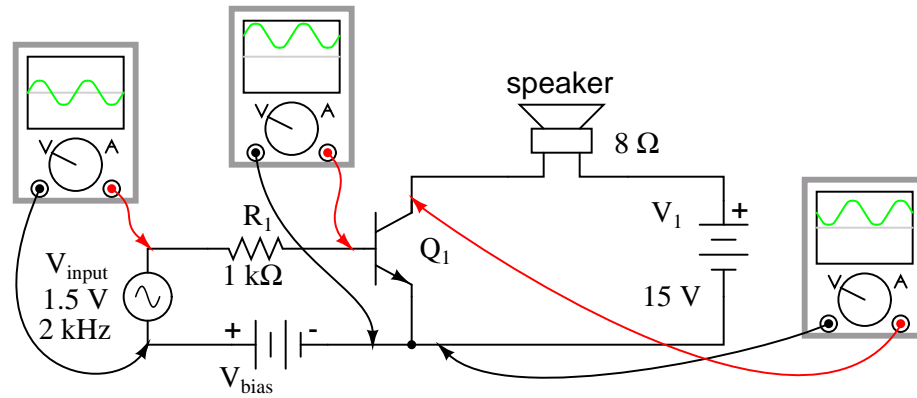 V A
V A
speaker
8 Ω
V A
R1
1 kΩ
Vinput
1.5 V
2 kHz
Q1
V1
+
15 V
+ -
Vbias